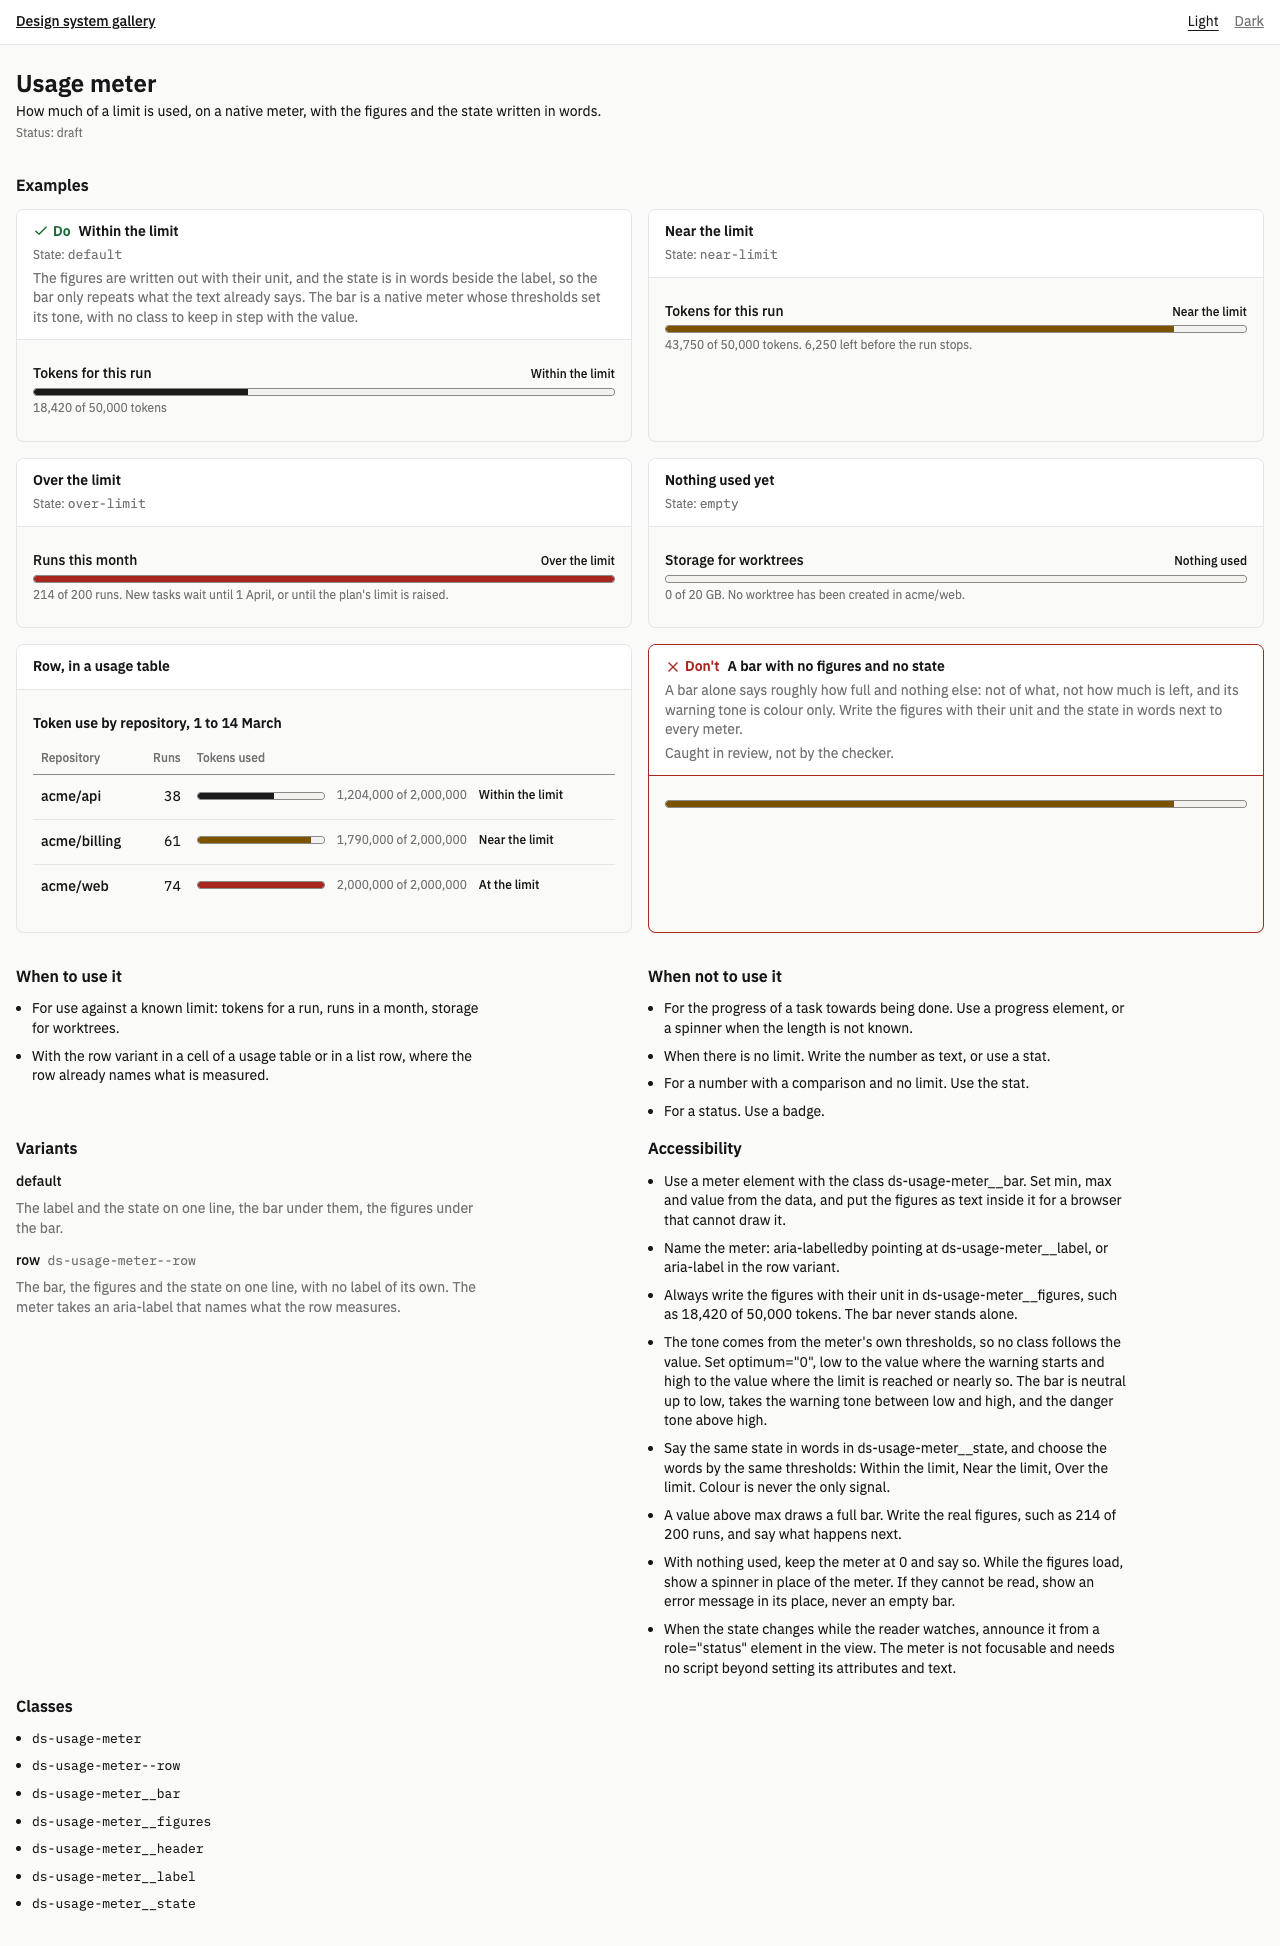 Design system gallery
Light Dark
Usage meter
How much of a limit is used, on a native meter, with the figures and the state written in words.
Status: draft
Examples
Do Within the limit
State: default
The figures are written out with their unit, and the state is in words beside the label, so the
bar only repeats what the text already says. The bar is a native meter whose thresholds set
its tone, with no class to keep in step with the value.
Tokens for this run Within the limit
18,420 of 50,000 tokens
Near the limit
State: near-limit
Tokens for this run Near the limit
43,750 of 50,000 tokens. 6,250 left before the run stops.
Over the limit
State: over-limit
Runs this month Over the limit
214 of 200 runs. New tasks wait until 1 April, or until the plan's limit is raised.
Nothing used yet
State: empty
Storage for worktrees Nothing used
0 of 20 GB. No worktree has been created in acme/web.
Row, in a usage table
Token use by repository, 1 to 14 March
Repository Runs Tokens used
acme/api 38 1,204,000 of 2,000,000 Within the limit
acme/billing 61 1,790,000 of 2,000,000 Near the limit
acme/web 74 2,000,000 of 2,000,000 At the limit
Don't A bar with no figures and no state
A bar alone says roughly how full and nothing else: not of what, not how much is left, and its
warning tone is colour only. Write the figures with their unit and the state in words next to
every meter.
Caught in review, not by the checker.
When to use it
For use against a known limit: tokens for a run, runs in a month, storage
for worktrees.
With the row variant in a cell of a usage table or in a list row, where the
row already names what is measured.
When not to use it
For the progress of a task towards being done. Use a progress element, or
a spinner when the length is not known.
When there is no limit. Write the number as text, or use a stat.
For a number with a comparison and no limit. Use the stat.
For a status. Use a badge.
Variants
default
The label and the state on one line, the bar under them, the figures under
the bar.
row ds-usage-meter--row
The bar, the figures and the state on one line, with no label of its own. The
meter takes an aria-label that names what the row measures.
Accessibility
Use a meter element with the class ds-usage-meter__bar. Set min, max
and value from the data, and put the figures as text inside it for a browser
that cannot draw it.
Name the meter: aria-labelledby pointing at ds-usage-meter__label, or
aria-label in the row variant.
Always write the figures with their unit in ds-usage-meter__figures, such
as 18,420 of 50,000 tokens. The bar never stands alone.
The tone comes from the meter's own thresholds, so no class follows the
value. Set optimum="0", low to the value where the warning starts and
high to the value where the limit is reached or nearly so. The bar is neutral
up to low, takes the warning tone between low and high, and the danger
tone above high.
Say the same state in words in ds-usage-meter__state, and choose the
words by the same thresholds: Within the limit, Near the limit, Over the
limit. Colour is never the only signal.
A value above max draws a full bar. Write the real figures, such as 214 of
200 runs, and say what happens next.
With nothing used, keep the meter at 0 and say so. While the figures load,
show a spinner in place of the meter. If they cannot be read, show an
error message in its place, never an empty bar.
When the state changes while the reader watches, announce it from a
role="status" element in the view. The meter is not focusable and needs
no script beyond setting its attributes and text.
Classes
ds-usage-meter
ds-usage-meter--row
ds-usage-meter__bar
ds-usage-meter__figures
ds-usage-meter__header
ds-usage-meter__label
ds-usage-meter__state